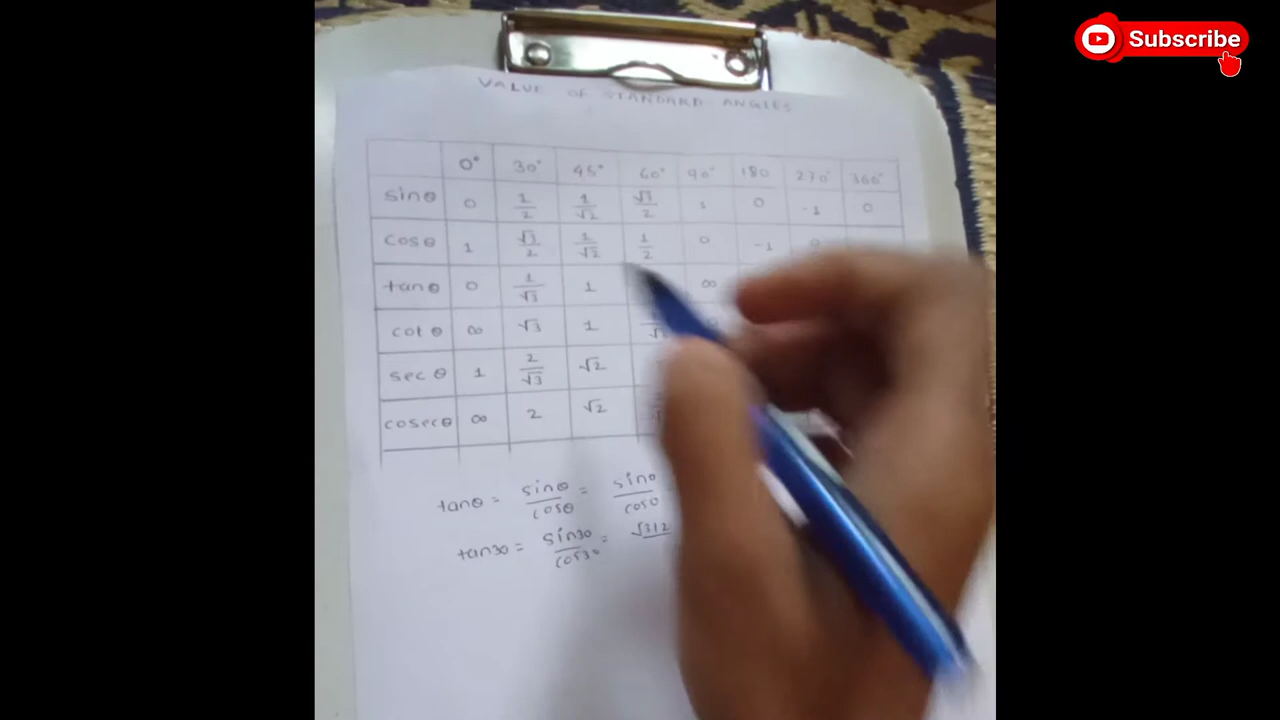 Subscribe
VALUE OF STANDARD ANGLES
0° 30° 45° 60° 90° 180 270° 360°
sinθ 0 1/2 1/√2 √3/2 1 0 -1 0
cosθ 1 √3/2 1/√2 1/2 0 -1
tanθ 0 1/√3 1 ∞
cotθ ∞ √3 1
secθ 1 2/√3 √2
cosecθ ∞ 2 √2
tanθ = sinθ/cosθ = sinθ/cosθ
tan30 = sin30/cos30 = √3/2